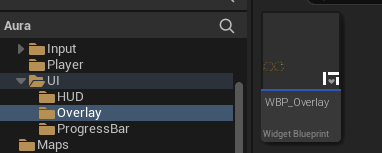 Aura
Input
Player
UI
HUD
Overlay
ProgressBar
Maps
WBP_Overlay
Widget Blueprint